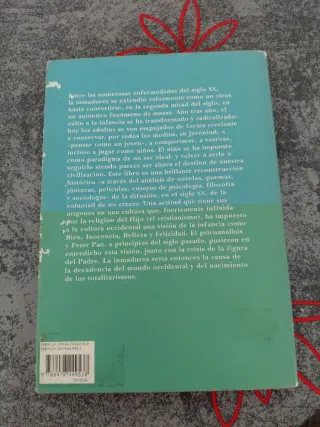 Entre las numerosas enfermedades del siglo XX,
la inmadurez se extendió velozmente como un virus
hasta convertirse, en la segunda mitad del siglo, en
un auténtico fenómeno de masas. Año tras año, el
culto a la infancia se ha transformado y radicalizado:
hoy los adultos se ven empujados de forma creciente
a conservar, por todos los medios, su juventud, a
«pensar como un joven», a comportarse, a vestirse,
incluso a jugar como niños. El niño se ha impuesto
como paradigma de un ser ideal, y volver a serlo o
seguirlo siendo parece ser ahora el destino de nuestra
civilización. Este libro es una brillante reconstrucción
histórica –a través del análisis de novelas, poemas,
pinturas, películas, ensayos de psicología, filosofía
y sociología– de la difusión, en el siglo XX, de la
voluntad de no crecer. Una actitud que tiene sus
orígenes en una cultura que, fuertemente influida
por la religión del Hijo (el cristianismo), ha impuesto
a la cultura occidental una visión de la infancia como
Bien, Inocencia, Belleza y Felicidad. El psicoanálisis
y Peter Pan, a principios del siglo pasado, pusieron en
entredicho esta visión, junto con la crisis de la figura
del Padre. La inmadurez sería entonces la causa de
la decadencia del mundo occidental y del nacimiento
de los totalitarismos.